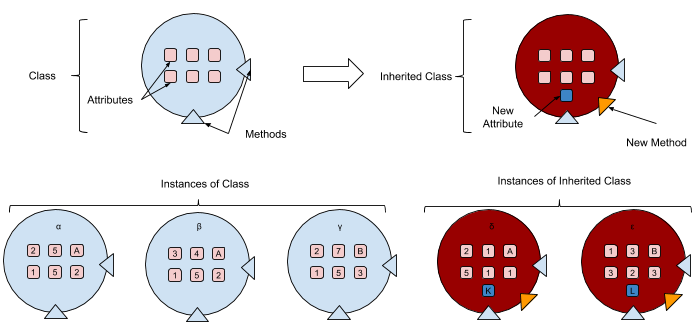 Class
Attributes
Methods
Inherited Class
New
Attribute
New Method
Instances of Class
Instances of Inherited Class
α
2 5 A
1 5 2
β
3 4 A
1 5 2
γ
2 7 B
1 5 3
δ
2 1 A
5 1 1
K
ε
1 3 B
3 2 3
L